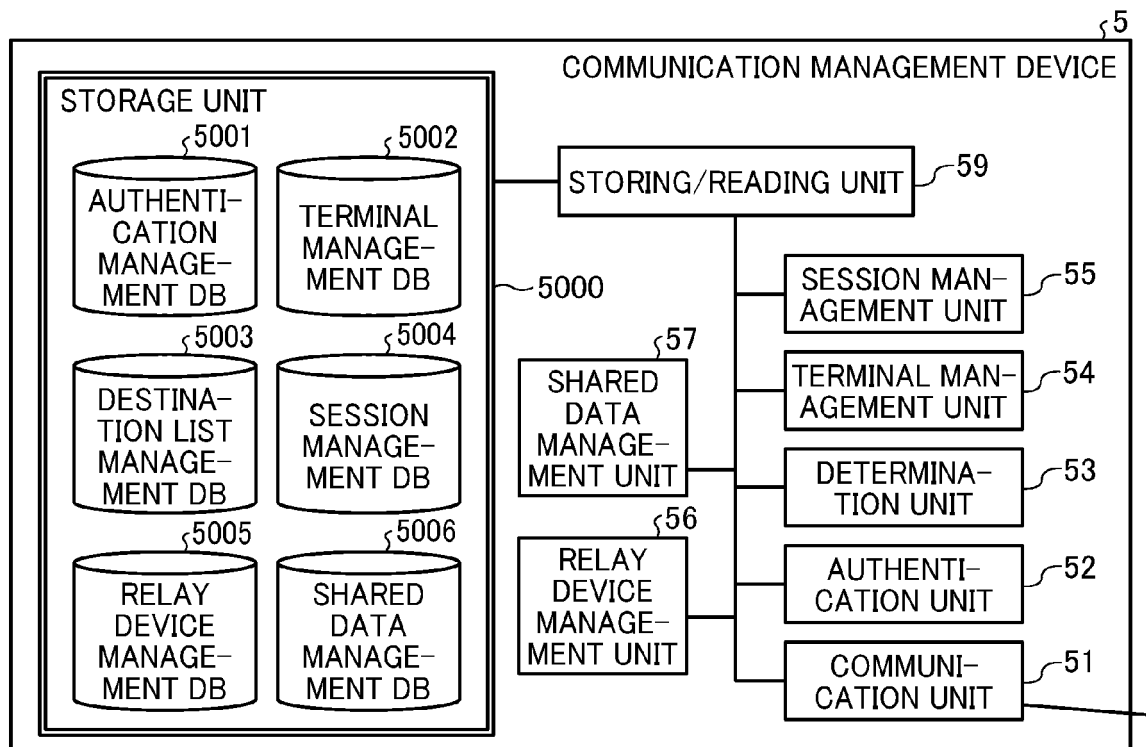 5
COMMUNICATION MANAGEMENT DEVICE
STORAGE UNIT
5001
AUTHENTI-
CATION
MANAGE-
MENT DB
5002
TERMINAL
MANAGE-
MENT DB
5000
5003
DESTINA-
TION LIST
MANAGE-
MENT DB
5004
SESSION
MANAGE-
MENT DB
5005
RELAY
DEVICE
MANAGE-
MENT DB
5006
SHARED
DATA
MANAGE-
MENT DB
STORING/READING UNIT
59
57
SHARED
DATA
MANAGE-
MENT UNIT
56
RELAY
DEVICE
MANAGE-
MENT UNIT
SESSION MAN-
AGEMENT UNIT
55
TERMINAL MAN-
AGEMENT UNIT
54
DETERMINA-
TION UNIT
53
AUTHENTI-
CATION UNIT
52
COMMUNI-
CATION UNIT
51